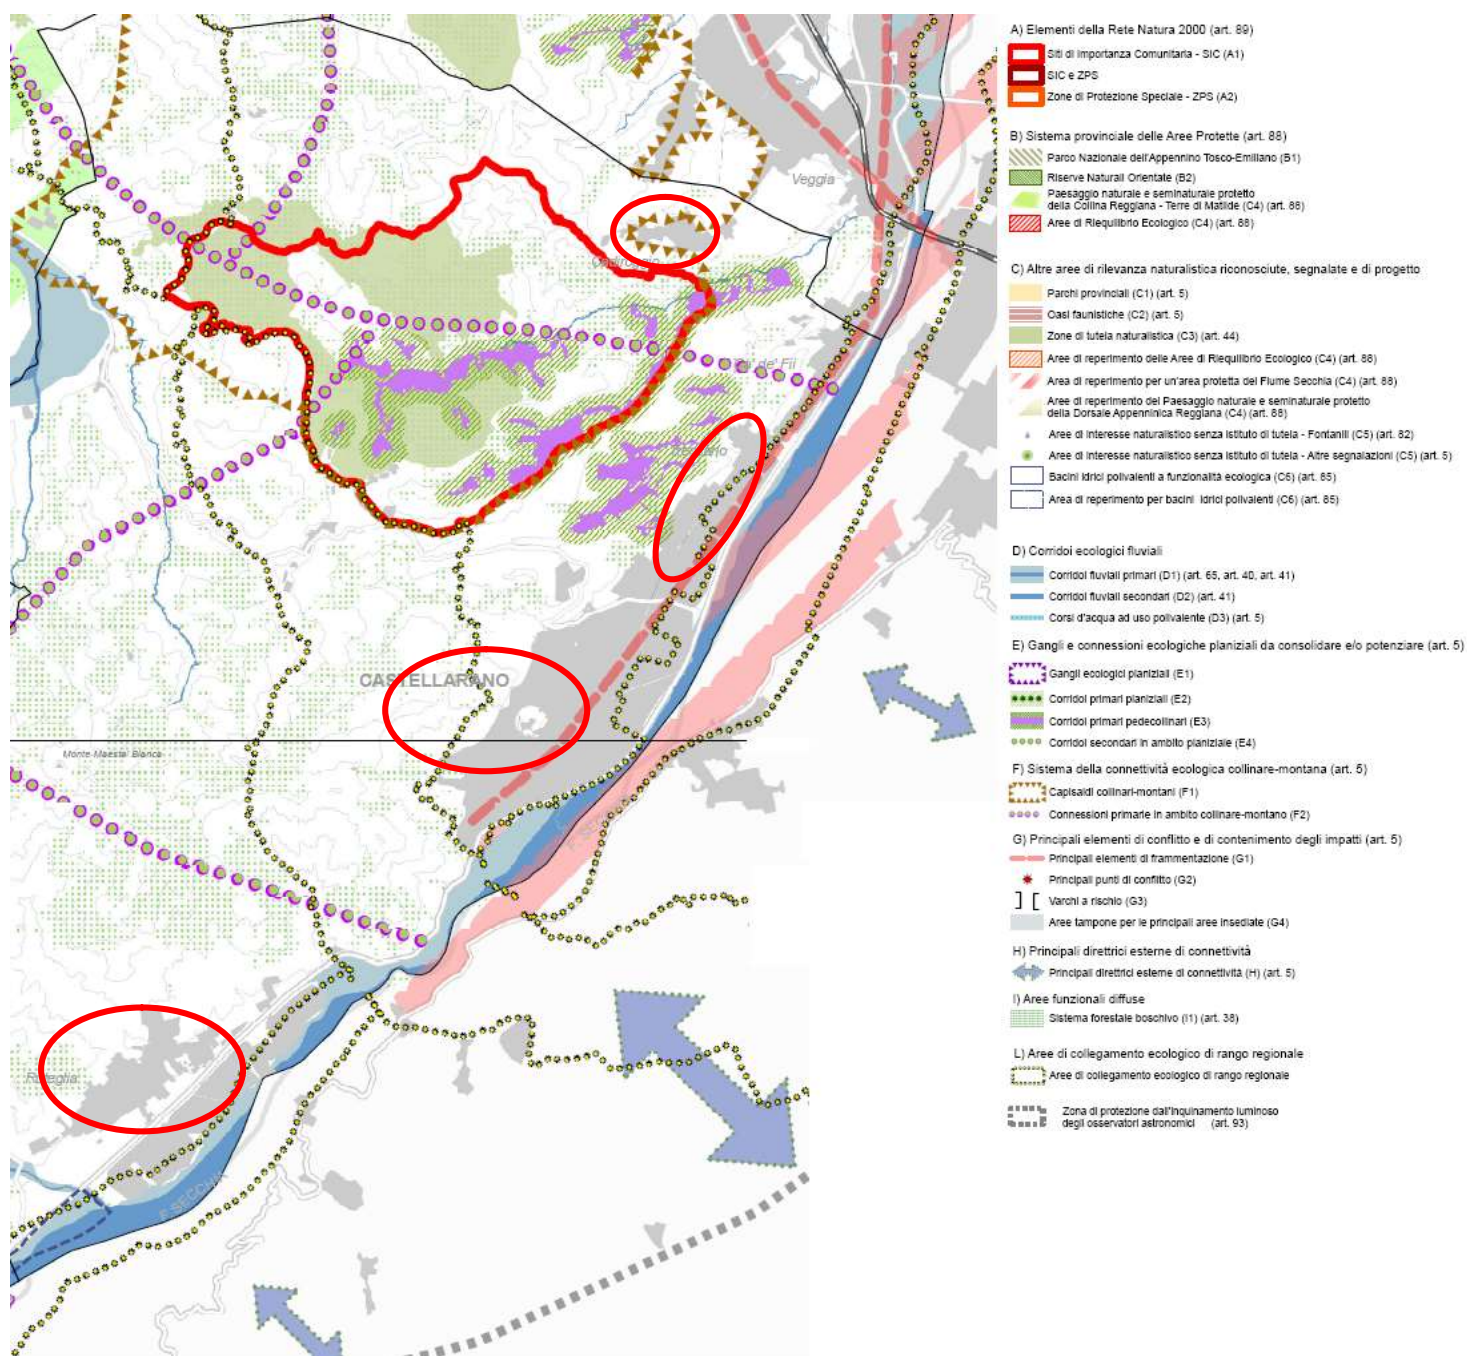 Veggia
Cadiroggio
Ca' de' Fii
CASTELLARANO
Monte Maesta' Bianca
Roteglia
F. SECCHIA
A) Elementi della Rete Natura 2000 (art. 89)
Siti di Importanza Comunitaria - SIC (A1)
SIC e ZPS
Zone di Protezione Speciale - ZPS (A2)
B) Sistema provinciale delle Aree Protette (art. 88)
Parco Nazionale dell'Appennino Tosco-Emiliano (B1)
Riserve Naturali Orientate (B2)
Paesaggio naturale e seminaturale protetto
della Collina Reggiana - Terre di Matilde (C4) (art. 88)
Aree di Riequilibrio Ecologico (C4) (art. 88)
C) Altre aree di rilevanza naturalistica riconosciute, segnalate e di progetto
Parchi provinciali (C1) (art. 5)
Oasi faunistiche (C2) (art. 5)
Zone di tutela naturalistica (C3) (art. 44)
Aree di reperimento delle Aree di Riequilibrio Ecologico (C4) (art. 88)
Area di reperimento per un'area protetta del Fiume Secchia (C4) (art. 88)
Aree di reperimento del Paesaggio naturale e seminaturale protetto
della Dorsale Appenninica Reggiana (C4) (art. 88)
Aree di interesse naturalistico senza istituto di tutela - Fontanili (C5) (art. 82)
Aree di interesse naturalistico senza istituto di tutela - Altre segnalazioni (C5) (art. 5)
Bacini idrici polivalenti a funzionalità ecologica (C6) (art. 85)
Area di reperimento per bacini idrici polivalenti (C6) (art. 85)
D) Corridoi ecologici fluviali
Corridoi fluviali primari (D1) (art. 65, art. 40, art. 41)
Corridoi fluviali secondari (D2) (art. 41)
Corsi d'acqua ad uso polivalente (D3) (art. 5)
E) Gangli e connessioni ecologiche planiziali da consolidare e/o potenziare (art. 5)
Gangli ecologici planiziali (E1)
Corridoi primari planiziali (E2)
Corridoi primari pedecollinari (E3)
Corridoi secondari in ambito planiziale (E4)
F) Sistema della connettività ecologica collinare-montana (art. 5)
Capisaldi collinari-montani (F1)
Connessioni primarie in ambito collinare-montano (F2)
G) Principali elementi di conflitto e di contenimento degli impatti (art. 5)
Principali elementi di frammentazione (G1)
Principali punti di conflitto (G2)
Varchi a rischio (G3)
Aree tampone per le principali aree insediate (G4)
H) Principali direttrici esterne di connettività
Principali direttrici esterne di connettività (H) (art. 5)
I) Aree funzionali diffuse
Sistema forestale boschivo (I1) (art. 38)
L) Aree di collegamento ecologico di rango regionale
Aree di collegamento ecologico di rango regionale
Zona di protezione dall'inquinamento luminoso
degli osservatori astronomici (art. 93)